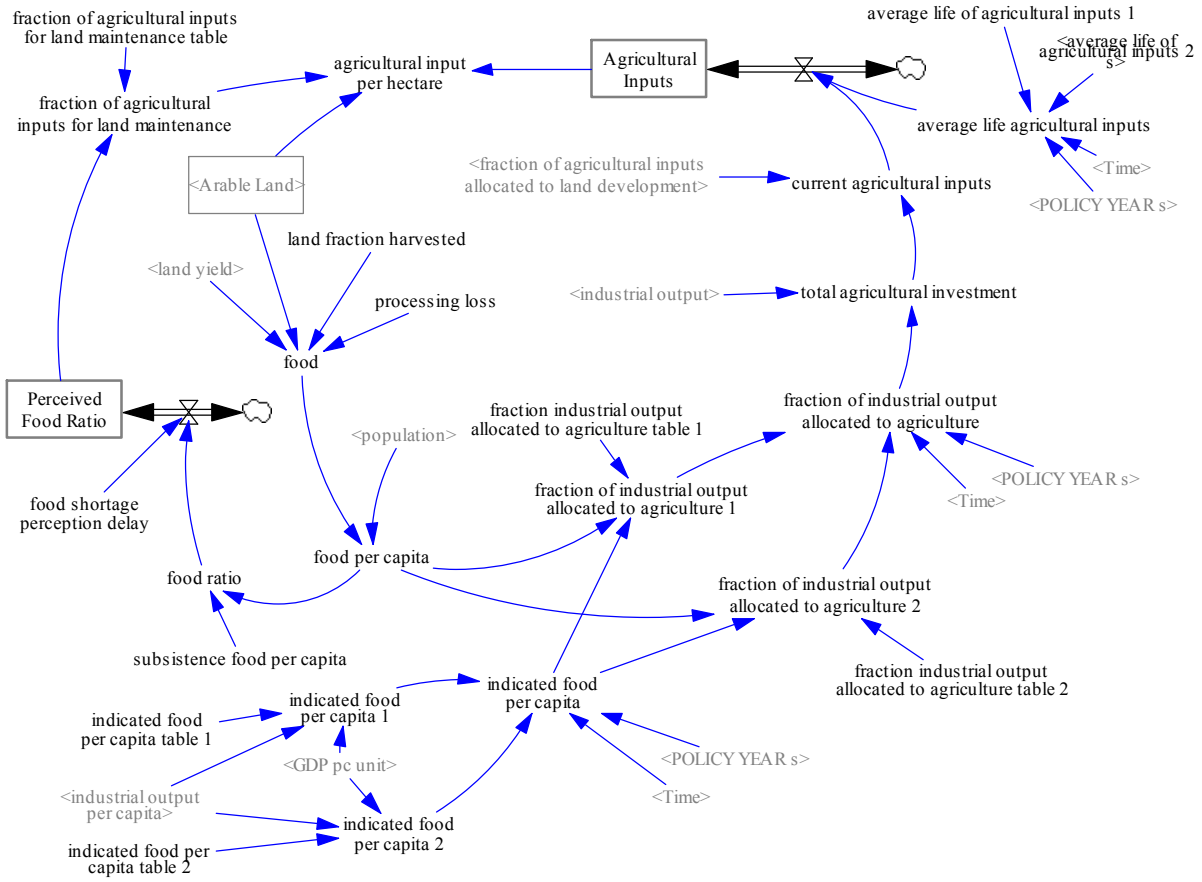 fraction of agricultural inputs
for land maintenance table
average life of agricultural inputs 1
<average life of
agricultural inputs 2
s>
agricultural input
per hectare
Agricultural
Inputs
fraction of agricultural
inputs for land maintenance
average life agricultural inputs
<Time>
<POLICY YEAR s>
<fraction of agricultural inputs
allocated to land development>
current agricultural inputs
<Arable Land>
land fraction harvested
<land yield>
processing loss
<industrial output>
total agricultural investment
food
Perceived
Food Ratio
fraction of industrial output
allocated to agriculture
fraction industrial output
allocated to agriculture table 1
<population>
<POLICY YEAR s>
<Time>
fraction of industrial output
allocated to agriculture 1
food shortage
perception delay
food per capita
food ratio
fraction of industrial output
allocated to agriculture 2
subsistence food per capita
fraction industrial output
allocated to agriculture table 2
indicated food
per capita
indicated food
per capita 1
indicated food
per capita table 1
<GDP pc unit>
<POLICY YEAR s>
<Time>
<industrial output
per capita>
indicated food
per capita 2
indicated food per
capita table 2